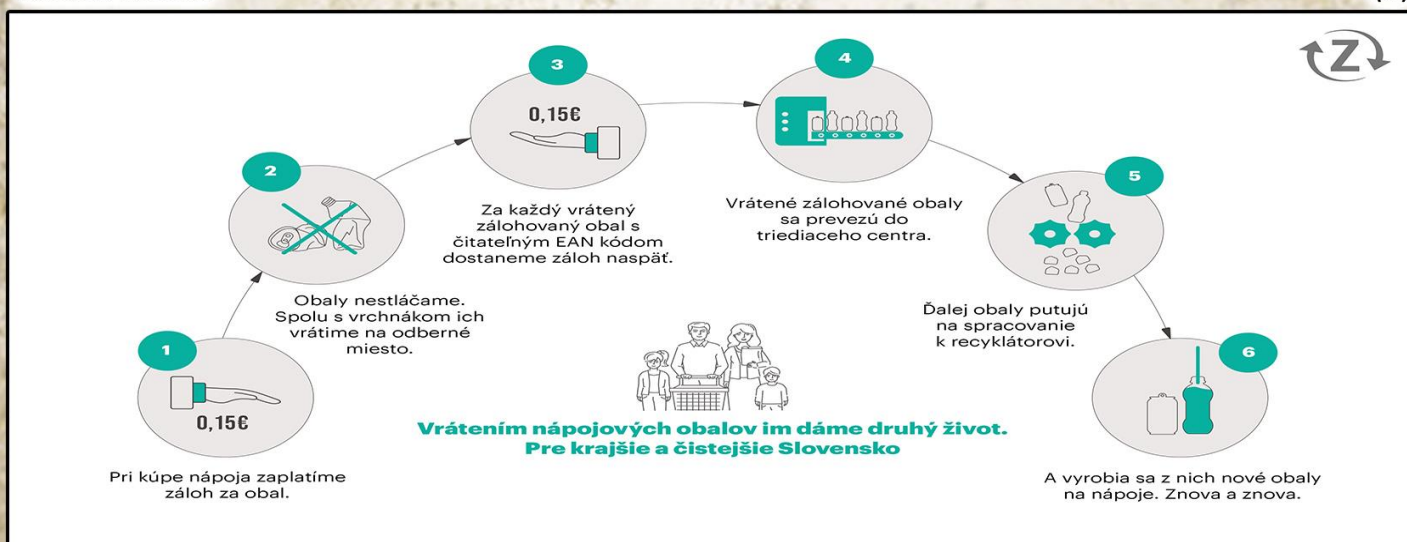 Z
1
0,15€
Pri kúpe nápoja zaplatíme
záloh za obal.
2
Obaly nestláčame.
Spolu s vrchnákom ich
vrátime na odberné
miesto.
3
0,15€
Za každý vrátený
zálohovaný obal s
čitateľným EAN kódom
dostaneme záloh naspäť.
4
Vrátené zálohované obaly
sa prevezú do
triediaceho centra.
5
Ďalej obaly putujú
na spracovanie
k recyklátorovi.
6
A vyrobia sa z nich nové obaly
na nápoje. Znova a znova.
Vrátením nápojových obalov im dáme druhý život.
Pre krajšie a čistejšie Slovensko